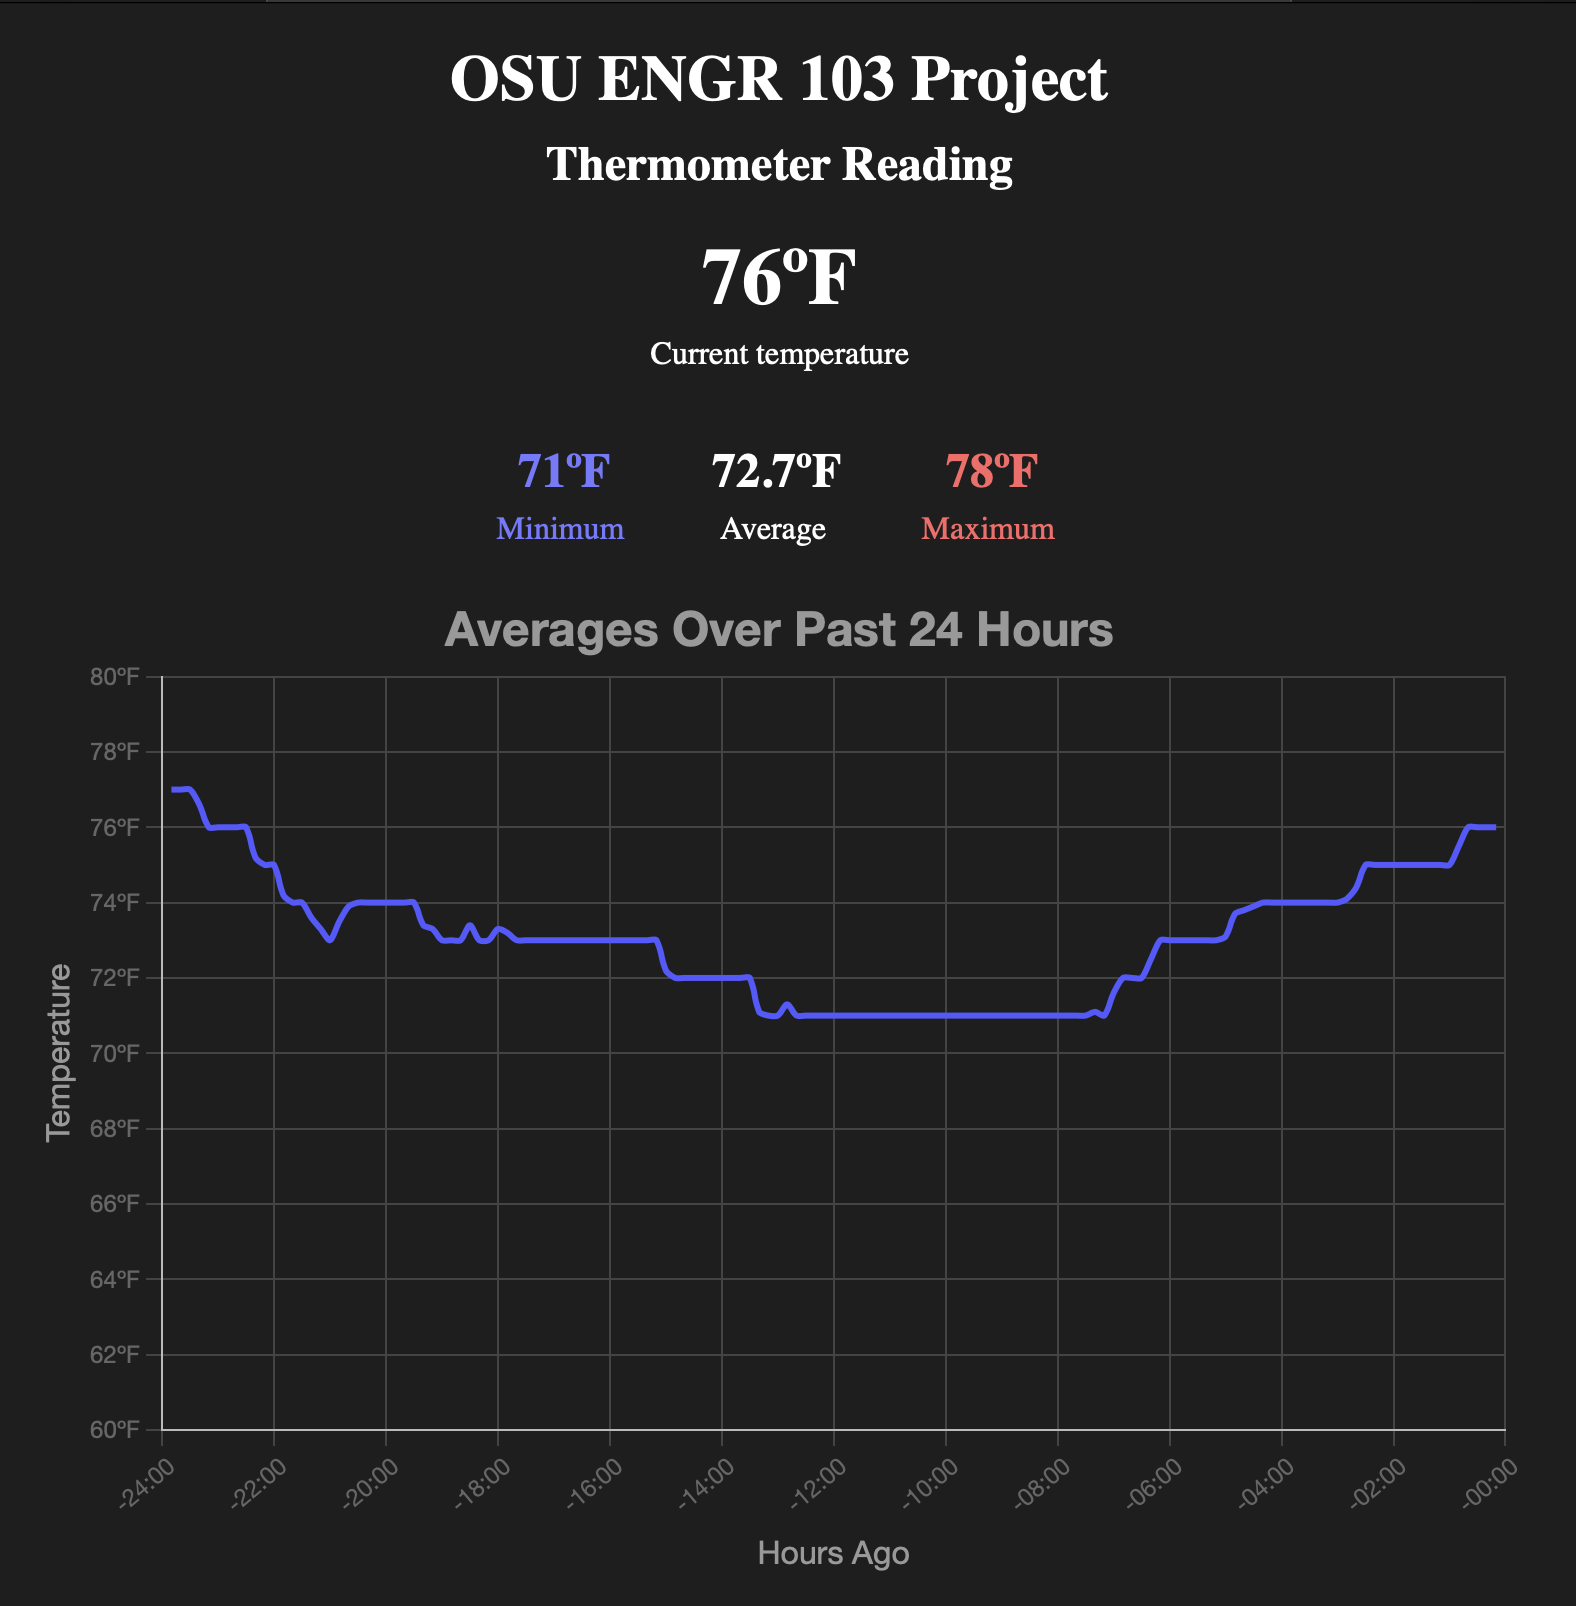 OSU ENGR 103 Project
Thermometer Reading
76ºF
Current temperature
71ºF 72.7ºF 78ºF
Minimum Average Maximum
Averages Over Past 24 Hours
80ºF
78ºF
76ºF
74ºF
72ºF
70ºF
68ºF
66ºF
64ºF
62ºF
60ºF
Temperature
-24:00 -22:00 -20:00 -18:00 -16:00 -14:00 -12:00 -10:00 -08:00 -06:00 -04:00 -02:00 -00:00
Hours Ago